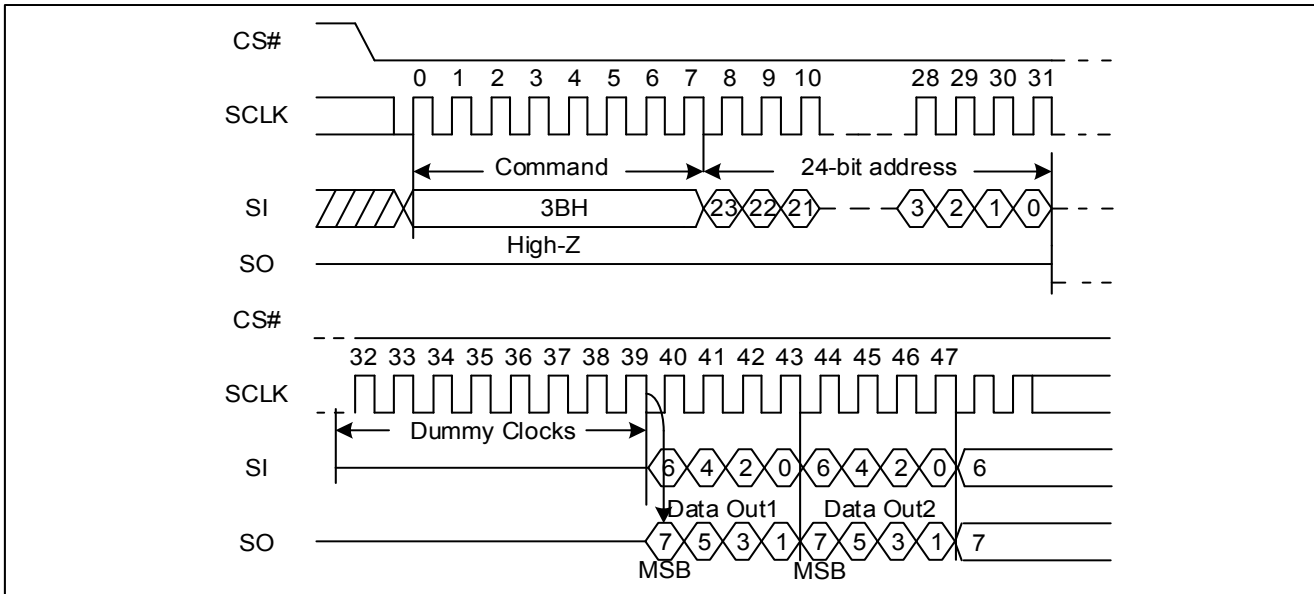 CS#
0 1 2 3 4 5 6 7 8 9 10 28 29 30 31
SCLK
Command 24-bit address
SI 3BH 23 22 21 3 2 1 0
High-Z
SO
CS#
32 33 34 35 36 37 38 39 40 41 42 43 44 45 46 47
SCLK
Dummy Clocks
SI 6 4 2 0 6 4 2 0 6
Data Out1 Data Out2
SO 7 5 3 1 7 5 3 1 7
MSB MSB